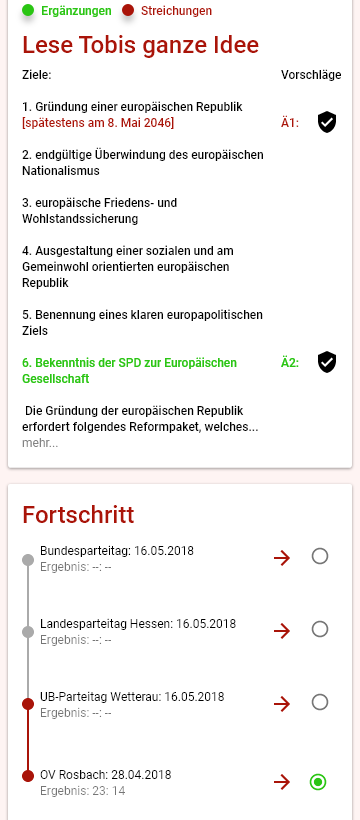 Ergänzungen Streichungen
Lese Tobis ganze Idee
Ziele: Vorschläge
1. Gründung einer europäischen Republik
[spätestens am 8. Mai 2046] Ä1:
2. endgültige Überwindung des europäischen
Nationalismus
3. europäische Friedens- und
Wohlstandssicherung
4. Ausgestaltung einer sozialen und am
Gemeinwohl orientierten europäischen
Republik
5. Benennung eines klaren europapolitischen
Ziels
6. Bekenntnis der SPD zur Europäischen Ä2:
Gesellschaft
Die Gründung der europäischen Republik
erfordert folgendes Reformpaket, welches...
mehr...
Fortschritt
Bundesparteitag: 16.05.2018
Ergebnis: --: --
Landesparteitag Hessen: 16.05.2018
Ergebnis: --: --
UB-Parteitag Wetterau: 16.05.2018
Ergebnis: --: --
OV Rosbach: 28.04.2018
Ergebnis: 23: 14